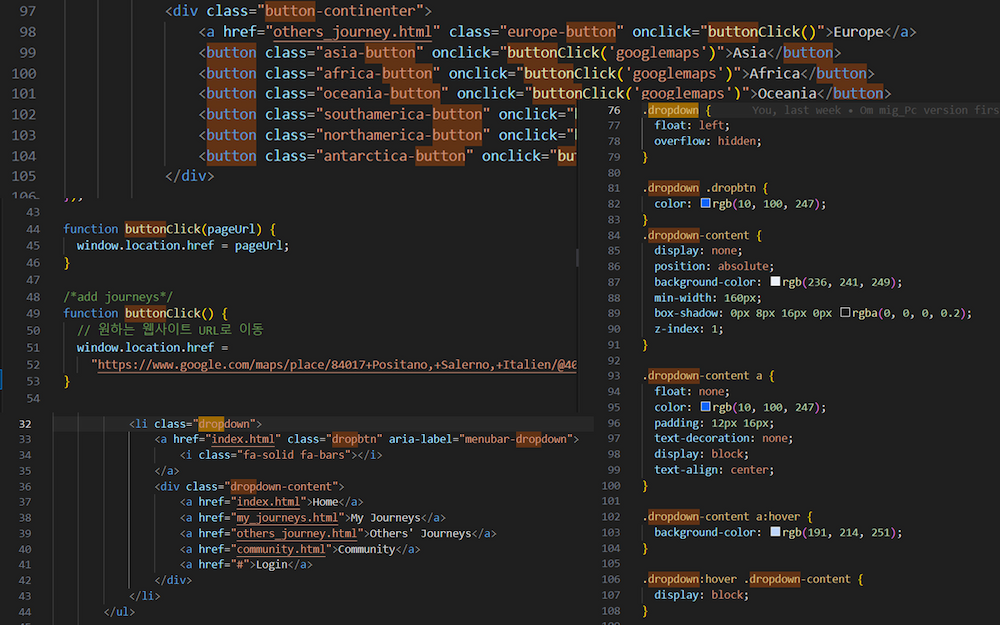 97 <div class="button-continenter">
98 <a href="others_journey.html" class="europe-button" onclick="buttonClick()">Europe</a>
99 <button class="asia-button" onclick="buttonClick('googlemaps')">Asia</button>
100 <button class="africa-button" onclick="buttonClick('googlemaps')">Africa</button>
101 <button class="oceania-button" onclick="buttonClick('googlemaps')">Oceania</button>
102 <button class="southamerica-button" onclick="
103 <button class="northamerica-button" onclick="
104 <button class="antarctica-button" onclick="bu
105 </div>
106
43
44 function buttonClick(pageUrl) {
45 window.location.href = pageUrl;
46 }
47
48 /*add journeys*/
49 function buttonClick() {
50 // 원하는 웹사이트 URL로 이동
51 window.location.href =
52 "https://www.google.com/maps/place/84017+Positano,+Salerno,+Italien/@40
53 }
54
32 <li class="dropdown">
33 <a href="index.html" class="dropbtn" aria-label="menubar-dropdown">
34 <i class="fa-solid fa-bars"></i>
35 </a>
36 <div class="dropdown-content">
37 <a href="index.html">Home</a>
38 <a href="my_journeys.html">My Journeys</a>
39 <a href="others_journey.html">Others' Journeys</a>
40 <a href="community.html">Community</a>
41 <a href="#">Login</a>
42 </div>
43 </li>
44 </ul>
76 .dropdown { You, last week • Om mig_Pc version firs
77 float: left;
78 overflow: hidden;
79 }
80
81 .dropdown .dropbtn {
82 color: rgb(10, 100, 247);
83 }
84 .dropdown-content {
85 display: none;
86 position: absolute;
87 background-color: rgb(236, 241, 249);
88 min-width: 160px;
89 box-shadow: 0px 8px 16px 0px rgba(0, 0, 0, 0.2);
90 z-index: 1;
91 }
92
93 .dropdown-content a {
94 float: none;
95 color: rgb(10, 100, 247);
96 padding: 12px 16px;
97 text-decoration: none;
98 display: block;
99 text-align: center;
100 }
101
102 .dropdown-content a:hover {
103 background-color: rgb(191, 214, 251);
104 }
105
106 .dropdown:hover .dropdown-content {
107 display: block;
108 }